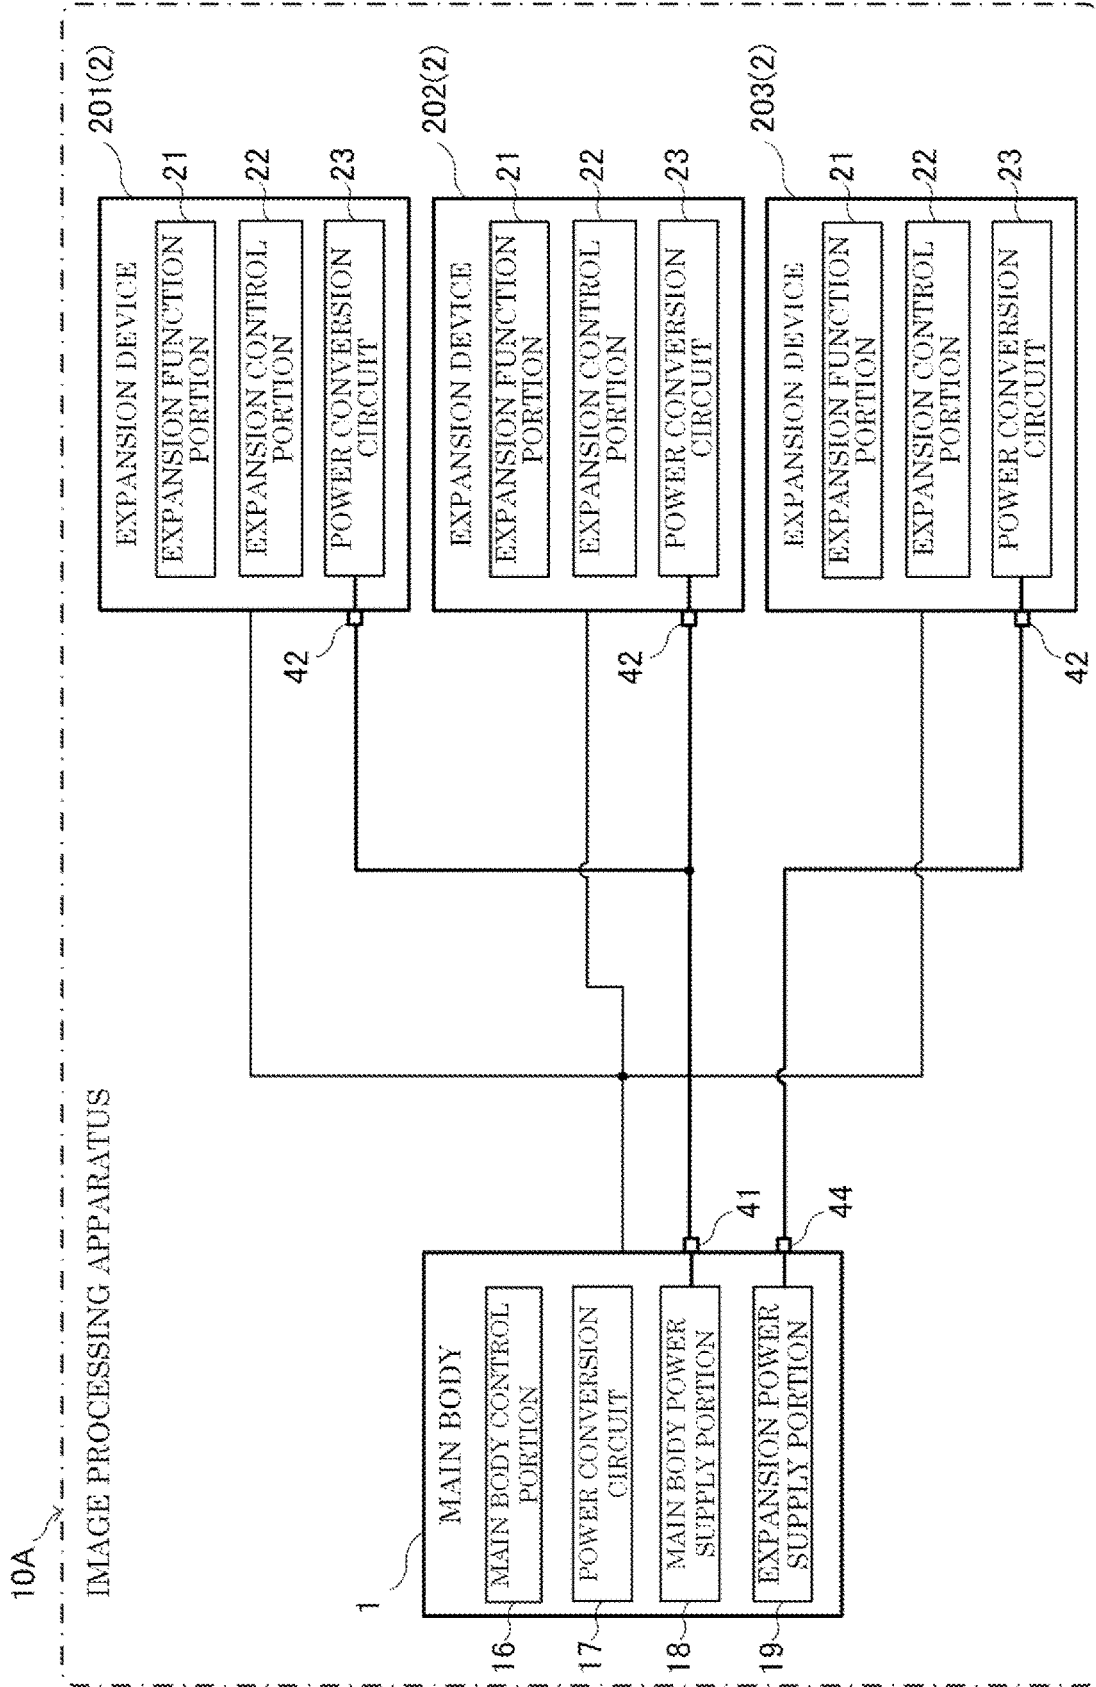 10A
IMAGE PROCESSING APPARATUS
1
MAIN BODY
16
MAIN BODY CONTROL
PORTION
17
POWER CONVERSION
CIRCUIT
18
MAIN BODY POWER
SUPPLY PORTION
19
EXPANSION POWER
SUPPLY PORTION
41
44
201(2)
EXPANSION DEVICE
EXPANSION FUNCTION
PORTION
21
EXPANSION CONTROL
PORTION
22
POWER CONVERSION
CIRCUIT
23
42
202(2)
EXPANSION DEVICE
EXPANSION FUNCTION
PORTION
21
EXPANSION CONTROL
PORTION
22
POWER CONVERSION
CIRCUIT
23
42
203(2)
EXPANSION DEVICE
EXPANSION FUNCTION
PORTION
21
EXPANSION CONTROL
PORTION
22
POWER CONVERSION
CIRCUIT
23
42